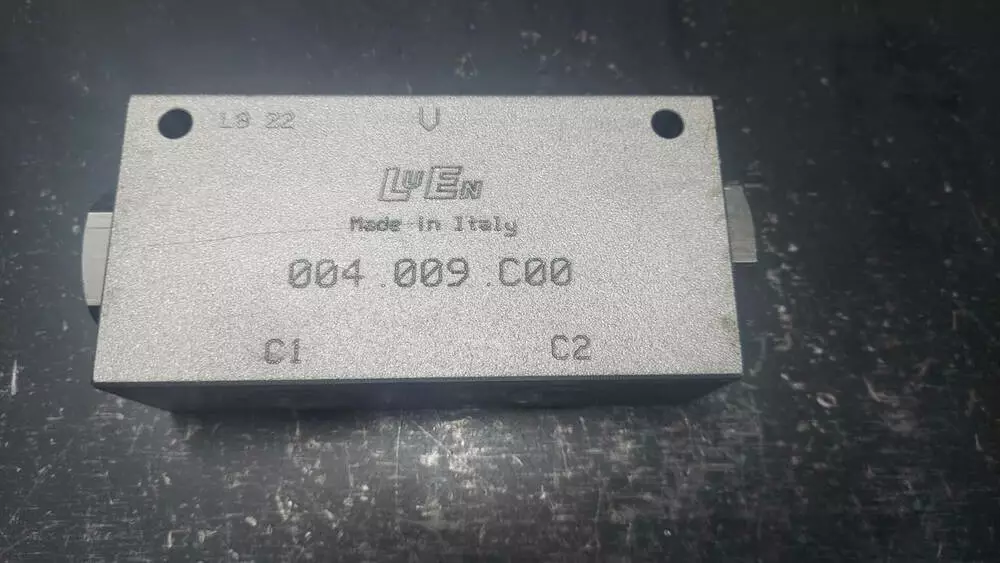 L8 22
V
LuEn
Made in Italy
004.009.C00
C1 C2